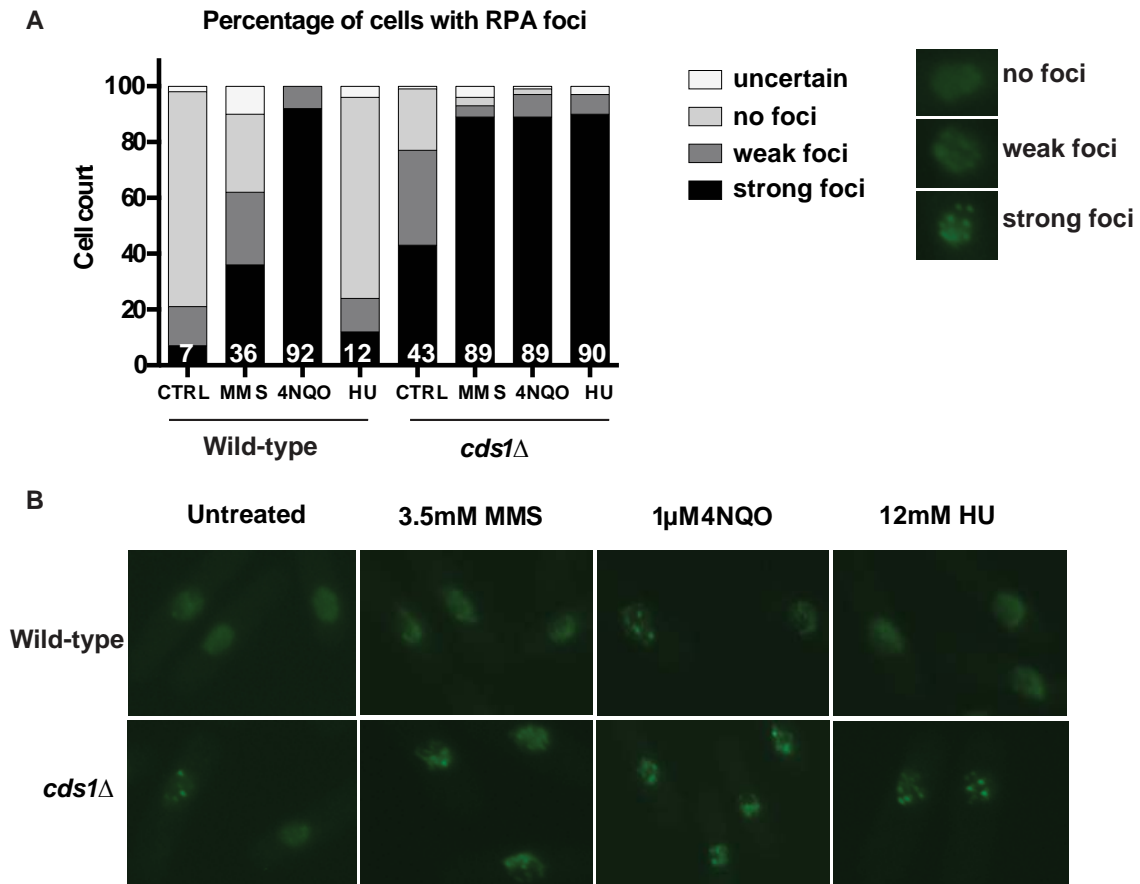 A
Percentage of cells with RPA foci
Cell court
100
80
60
40
20
0
7 36 92 12 43 89 89 90
CTRL MMS 4NQO HU CTRL MMS 4NQO HU
Wild-type cds1Δ
uncertain
no foci
weak foci
strong foci
no foci
weak foci
strong foci
B
Untreated 3.5mM MMS 1µM4NQO 12mM HU
Wild-type
cds1Δ